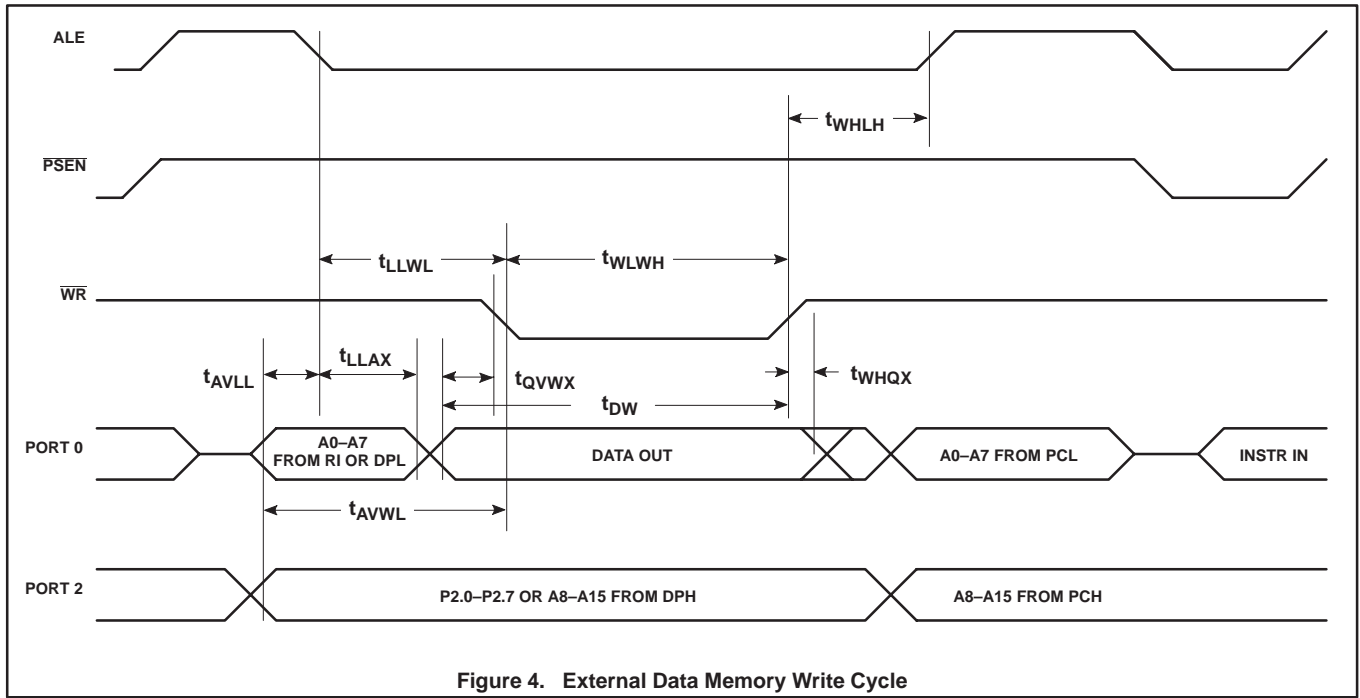 ALE
tWHLH
PSEN
tLLWL
tWLWH
WR
tLLAX
tAVLL
tQVWX
tWHQX
tDW
PORT 0
A0–A7
FROM RI OR DPL
DATA OUT
A0–A7 FROM PCL
INSTR IN
tAVWL
PORT 2
P2.0–P2.7 OR A8–A15 FROM DPH
A8–A15 FROM PCH
Figure 4. External Data Memory Write Cycle